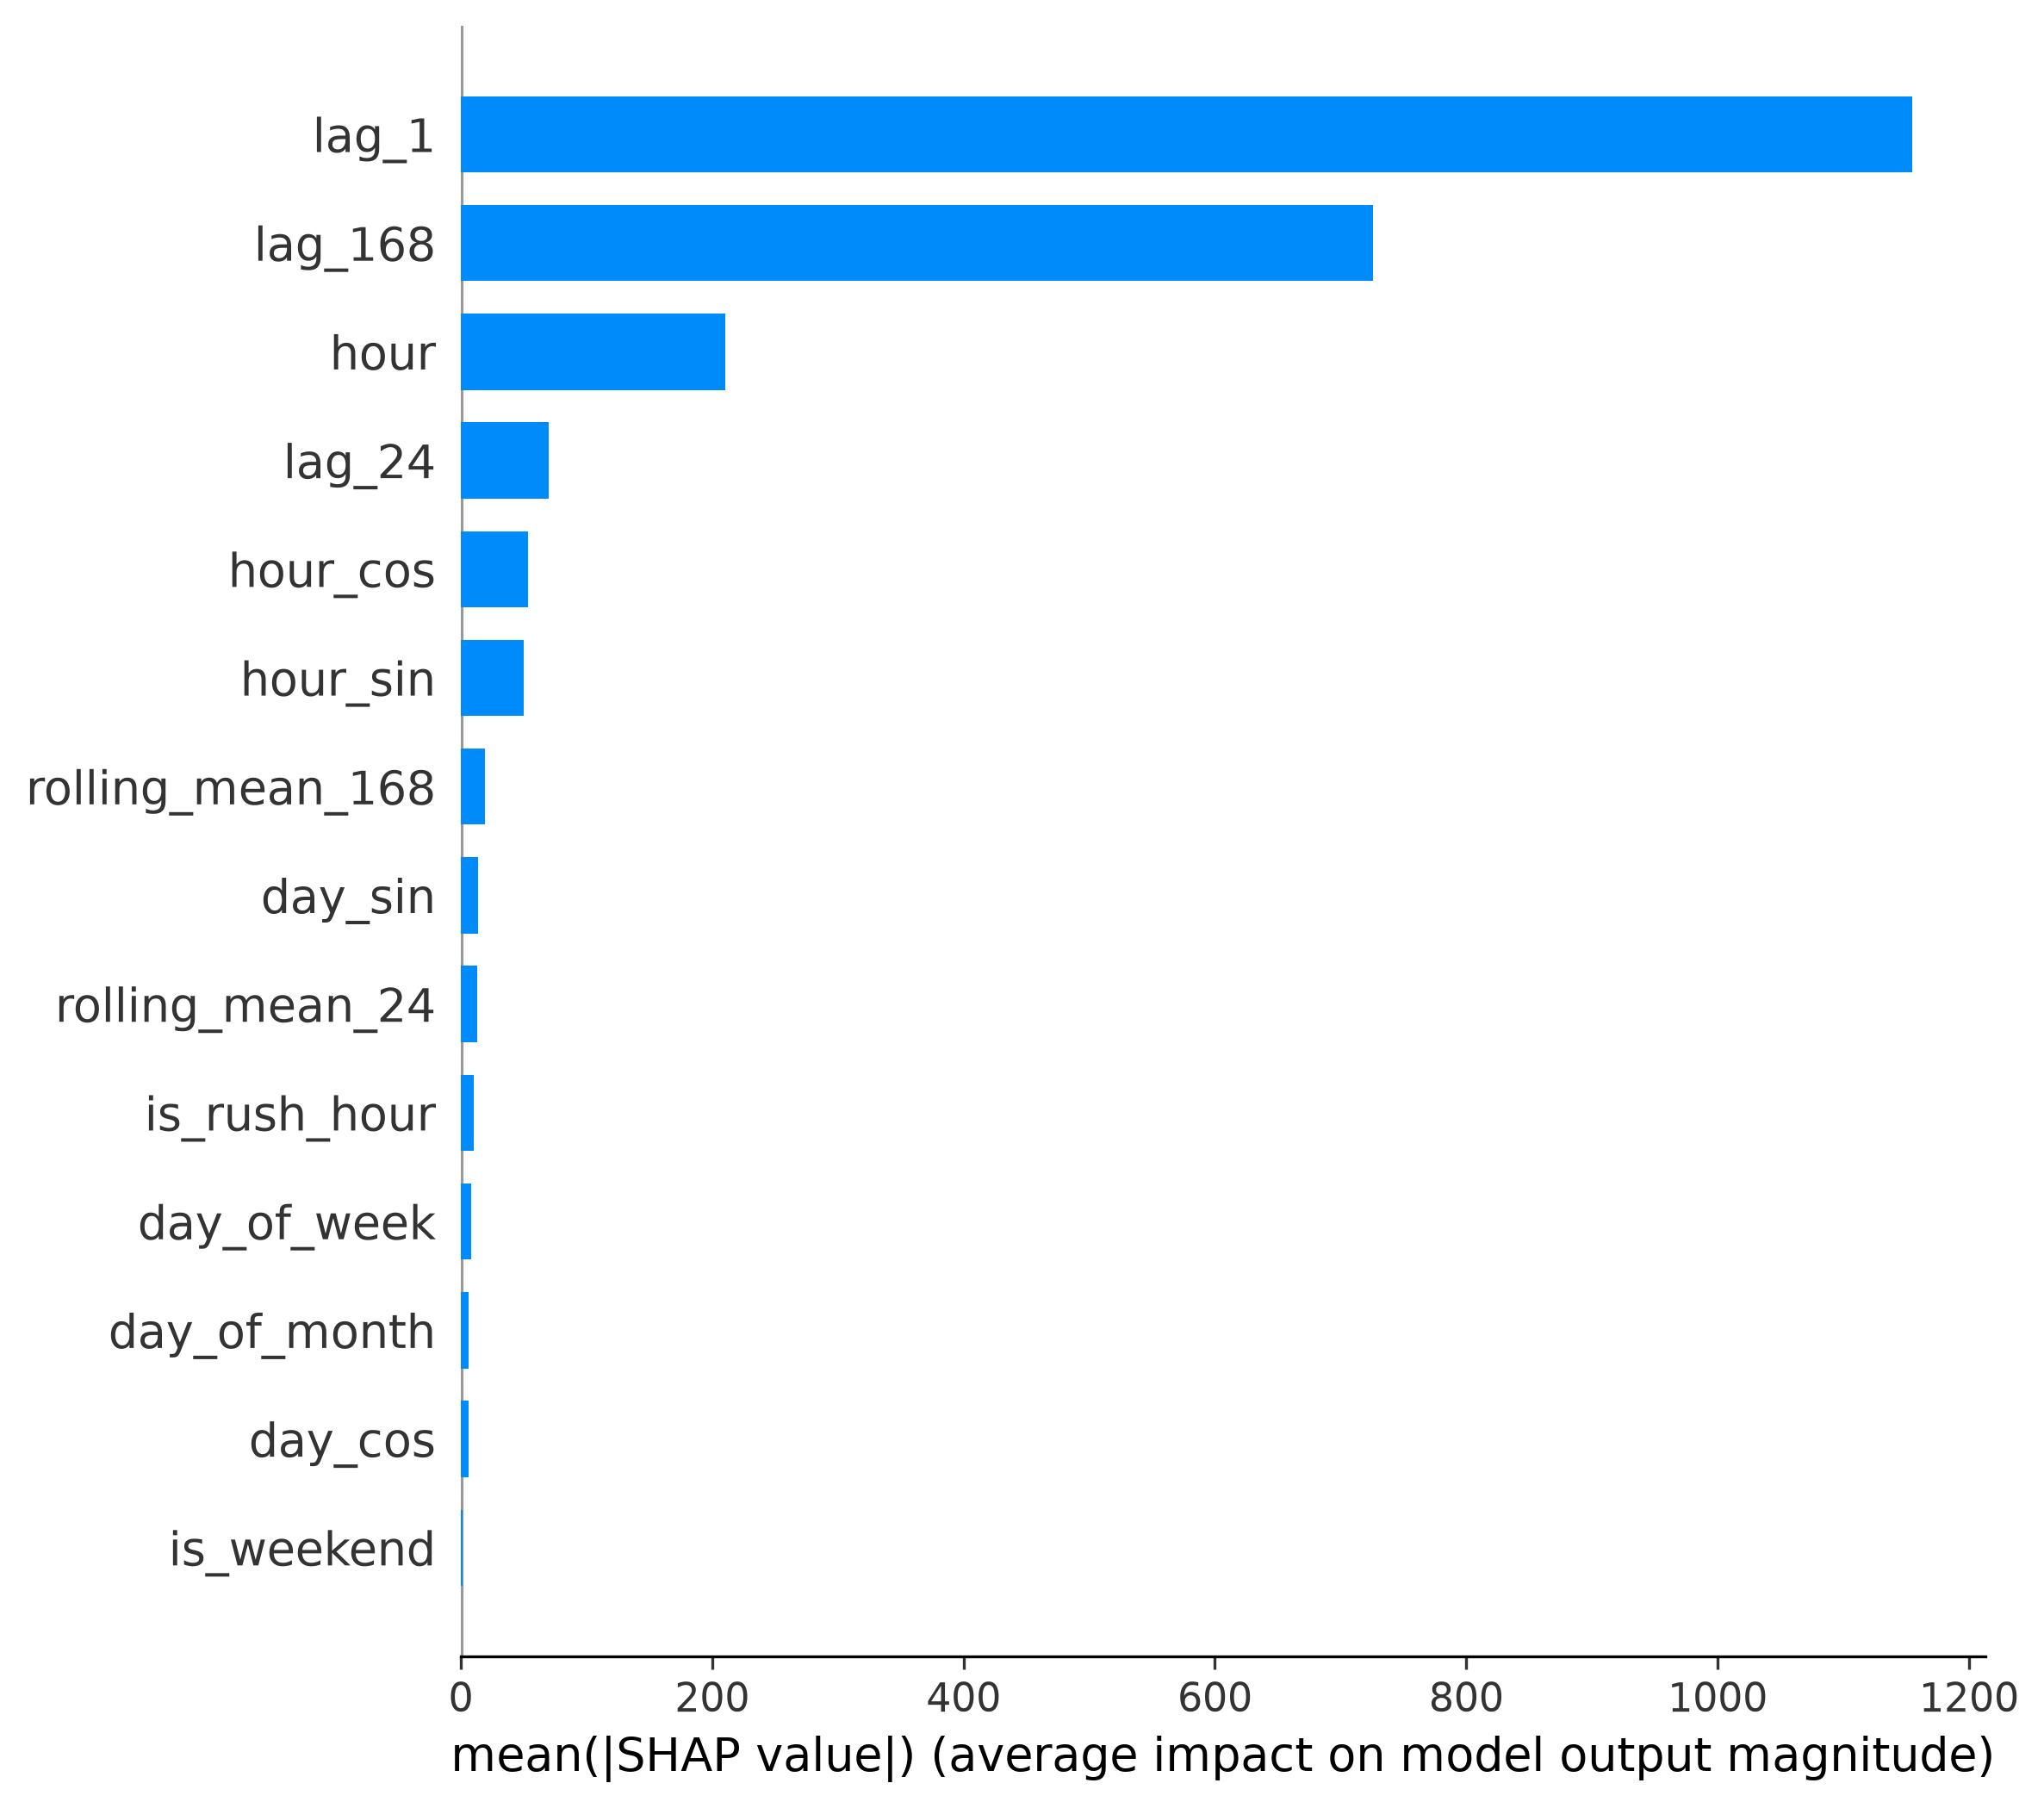 lag_1
lag_168
hour
lag_24
hour_cos
hour_sin
rolling_mean_168
day_sin
rolling_mean_24
is_rush_hour
day_of_week
day_of_month
day_cos
is_weekend
0 200 400 600 800 1000 1200
mean(|SHAP value|) (average impact on model output magnitude)